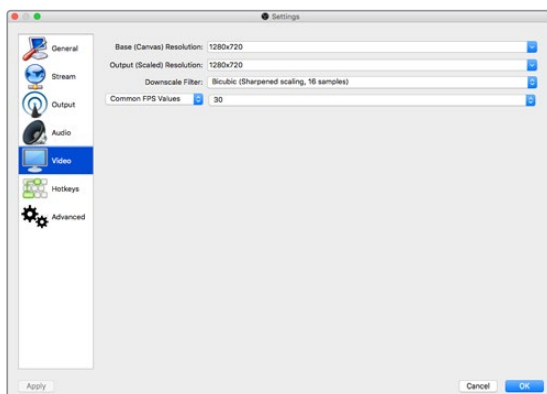 Settings
General
Stream
Output
Audio
Video
Hotkeys
Advanced
Base (Canvas) Resolution: 1280x720
Output (Scaled) Resolution: 1280x720
Downscale Filter: Bicubic (Sharpened scaling, 16 samples)
Common FPS Values 30
Apply
Cancel
OK